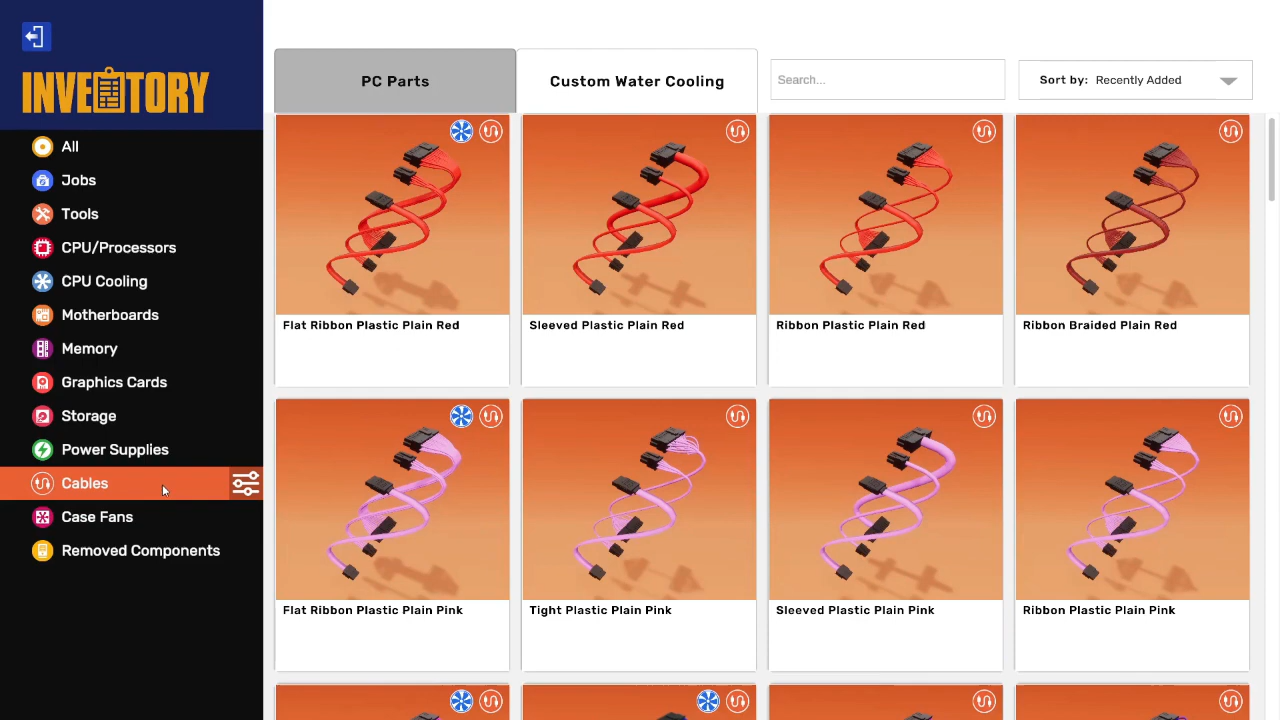 INVENTORY
All
Jobs
Tools
CPU/Processors
CPU Cooling
Motherboards
Memory
Graphics Cards
Storage
Power Supplies
Cables
Case Fans
Removed Components
PC Parts
Custom Water Cooling
Search...
Sort by: Recently Added
Flat Ribbon Plastic Plain Red
Sleeved Plastic Plain Red
Ribbon Plastic Plain Red
Ribbon Braided Plain Red
Flat Ribbon Plastic Plain Pink
Tight Plastic Plain Pink
Sleeved Plastic Plain Pink
Ribbon Plastic Plain Pink